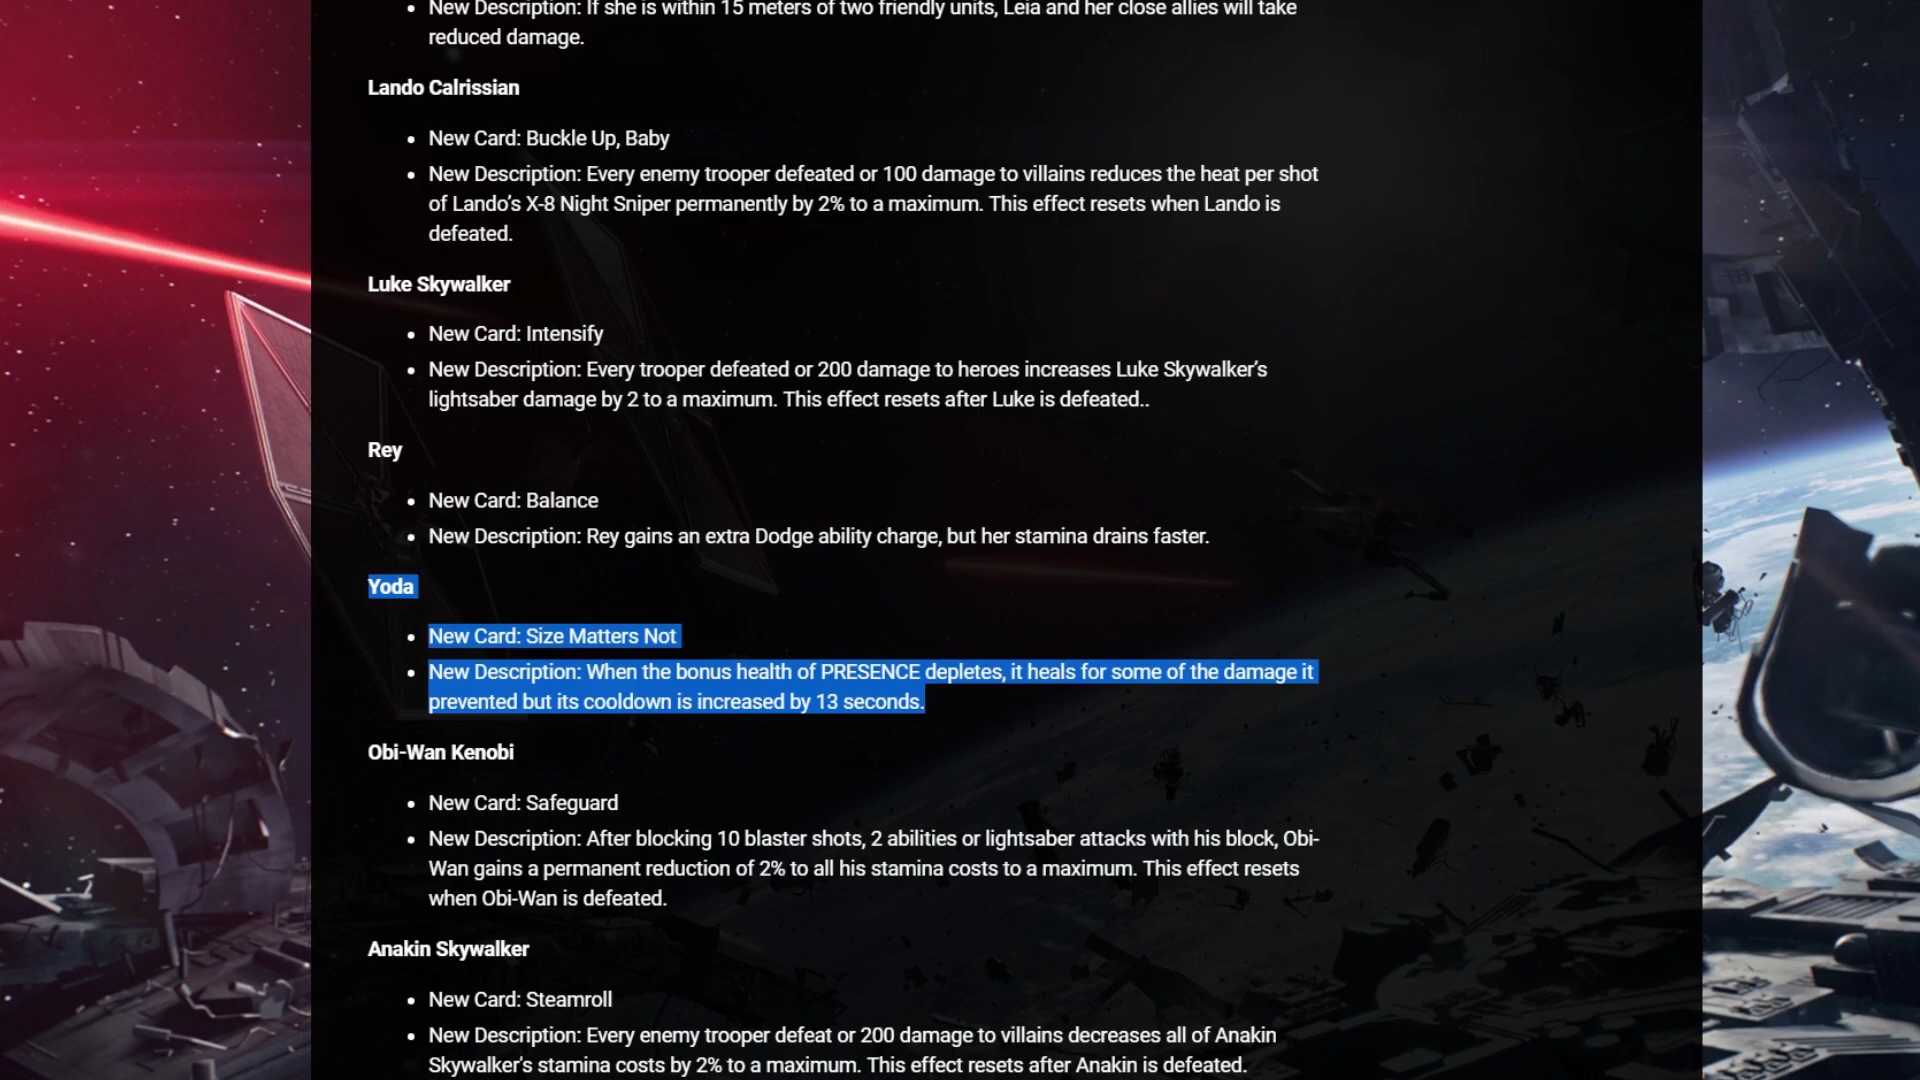 New Description: If she is within 15 meters of two friendly units, Leia and her close allies will take
reduced damage.
Lando Calrissian
New Card: Buckle Up, Baby
New Description: Every enemy trooper defeated or 100 damage to villains reduces the heat per shot
of Lando’s X-8 Night Sniper permanently by 2% to a maximum. This effect resets when Lando is
defeated.
Luke Skywalker
New Card: Intensify
New Description: Every trooper defeated or 200 damage to heroes increases Luke Skywalker’s
lightsaber damage by 2 to a maximum. This effect resets after Luke is defeated..
Rey
New Card: Balance
New Description: Rey gains an extra Dodge ability charge, but her stamina drains faster.
Yoda
New Card: Size Matters Not
New Description: When the bonus health of PRESENCE depletes, it heals for some of the damage it
prevented but its cooldown is increased by 13 seconds.
Obi-Wan Kenobi
New Card: Safeguard
New Description: After blocking 10 blaster shots, 2 abilities or lightsaber attacks with his block, Obi-
Wan gains a permanent reduction of 2% to all his stamina costs to a maximum. This effect resets
when Obi-Wan is defeated.
Anakin Skywalker
New Card: Steamroll
New Description: Every enemy trooper defeat or 200 damage to villains decreases all of Anakin
Skywalker's stamina costs by 2% to a maximum. This effect resets after Anakin is defeated.